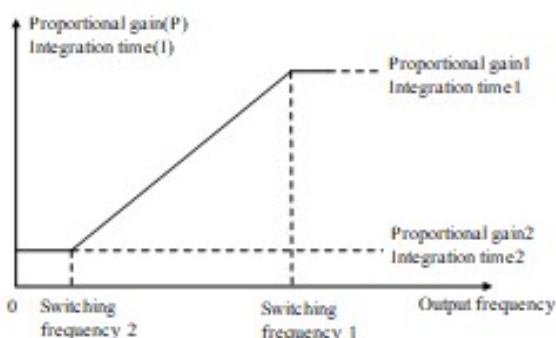 Proportional gain(P)
Integration time(I)
Proportional gain1
Integration time1
Proportional gain2
Integration time2
0
Switching
frequency 2
Switching
frequency 1
Output frequency